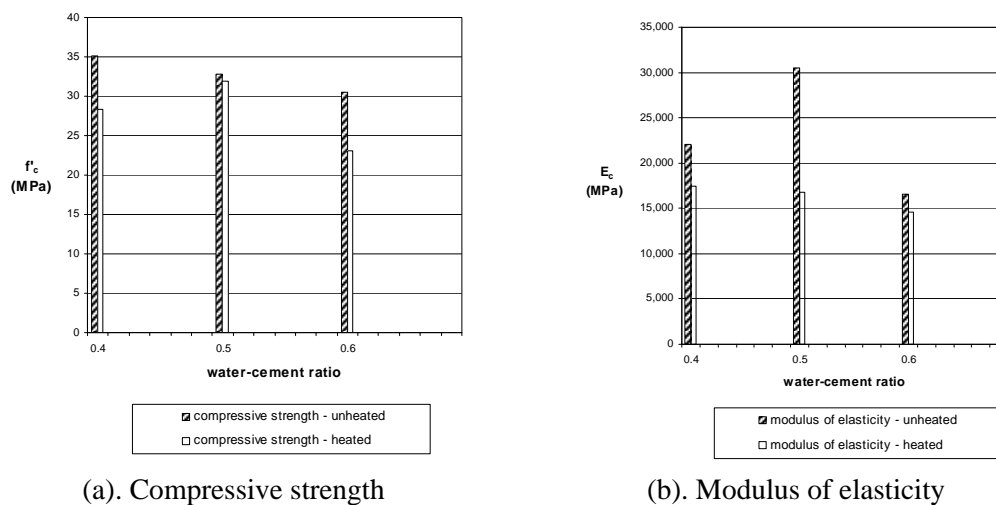 40
35
30
25
20
15
10
5
0
f'c
(MPa)
0.4 0.5 0.6
water-cement ratio
compressive strength - unheated
compressive strength - heated
(a). Compressive strength
35,000
30,000
25,000
20,000
15,000
10,000
5,000
0
Ec
(MPa)
0.4 0.5 0.6
water-cement ratio
modulus of elasticity - unheated
modulus of elasticity - heated
(b). Modulus of elasticity